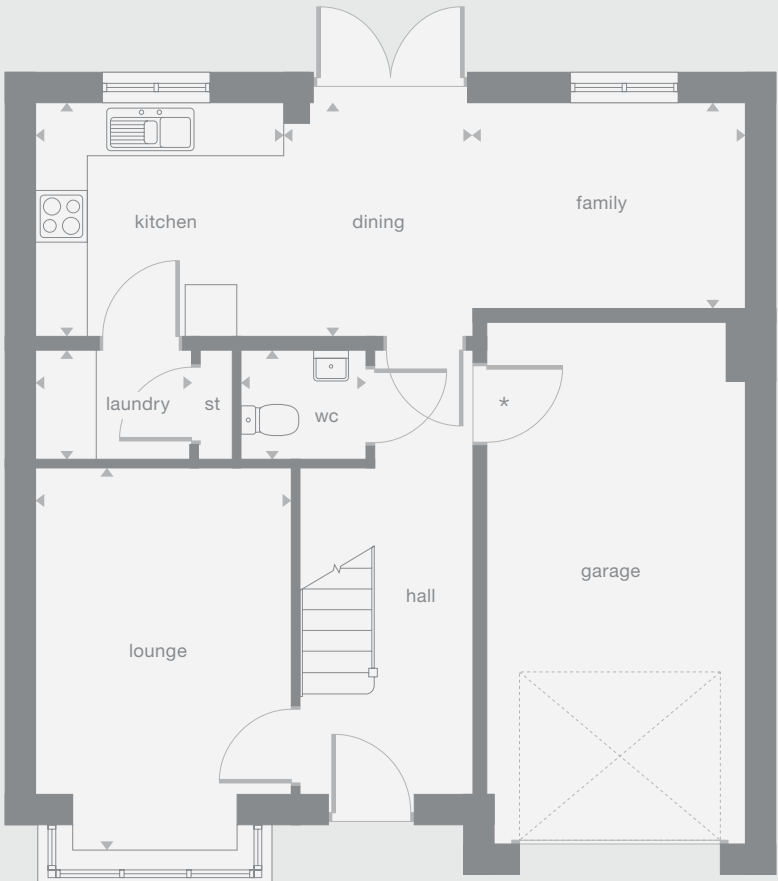 family
kitchen
dining
laundry
st
wc
*
garage
hall
lounge